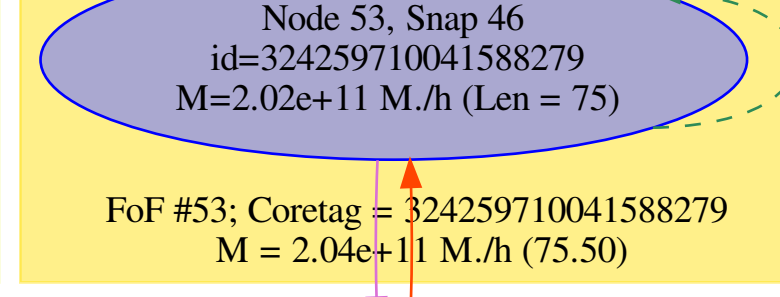 Node 53, Snap 46
id=324259710041588279
M=2.02e+11 M./h (Len = 75)
FoF #53; Coretag = 324259710041588279
M = 2.04e+11 M./h (75.50)